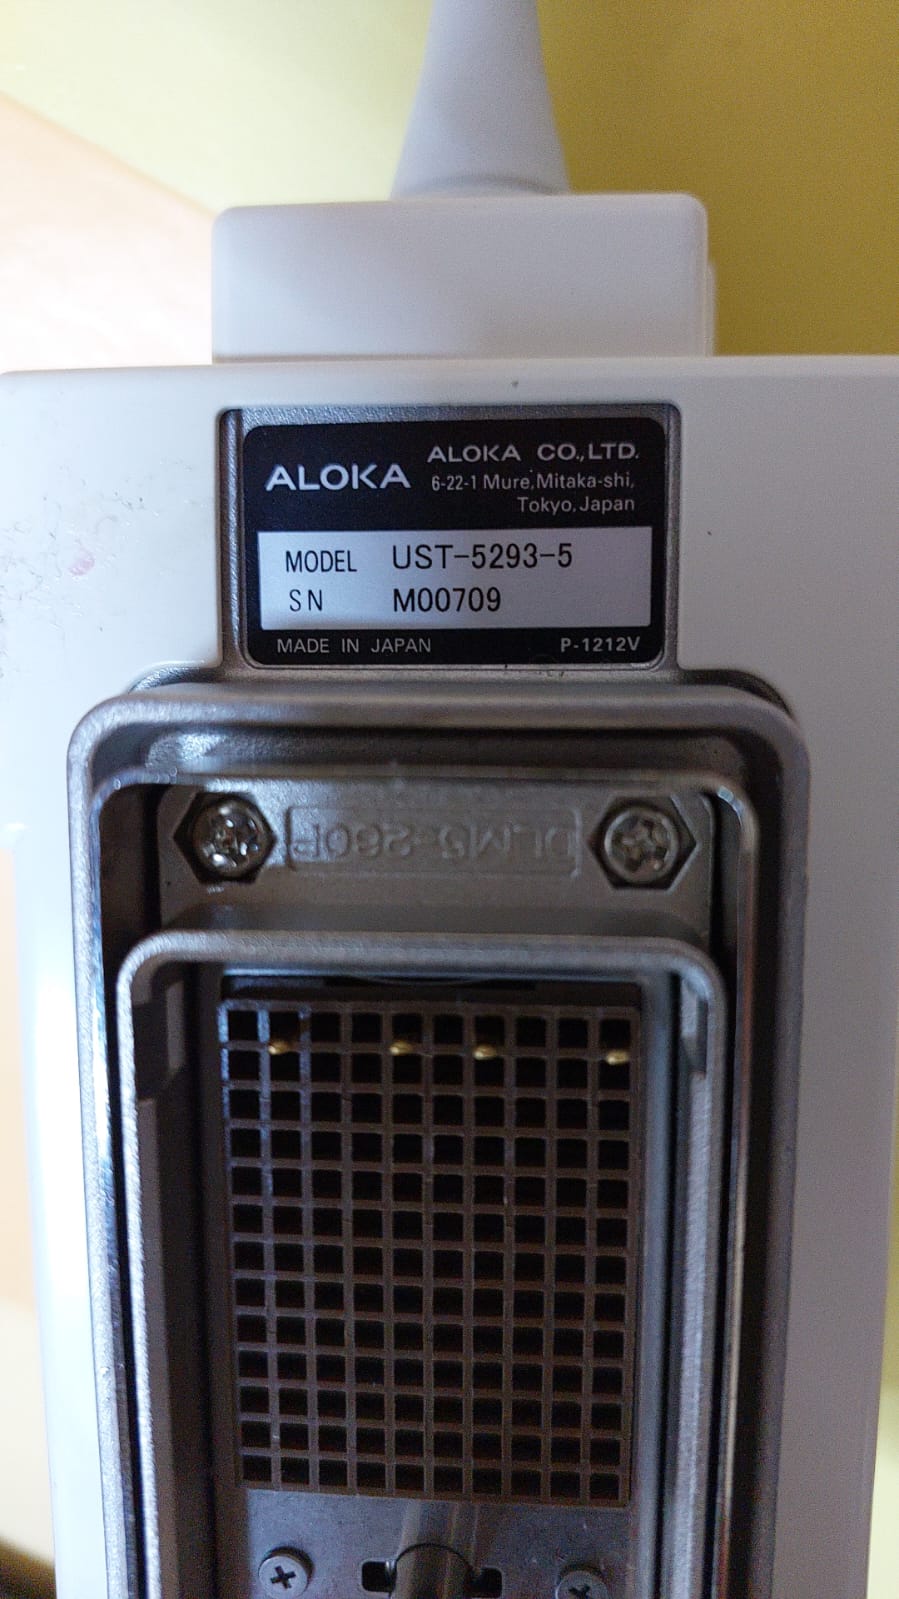 ALOKA
ALOKA CO.,LTD.
6-22-1 Mure, Mitaka-shi,
Tokyo, Japan
MODEL UST-5293-5
SN M00709
MADE IN JAPAN P-1212V
DLM5-260P